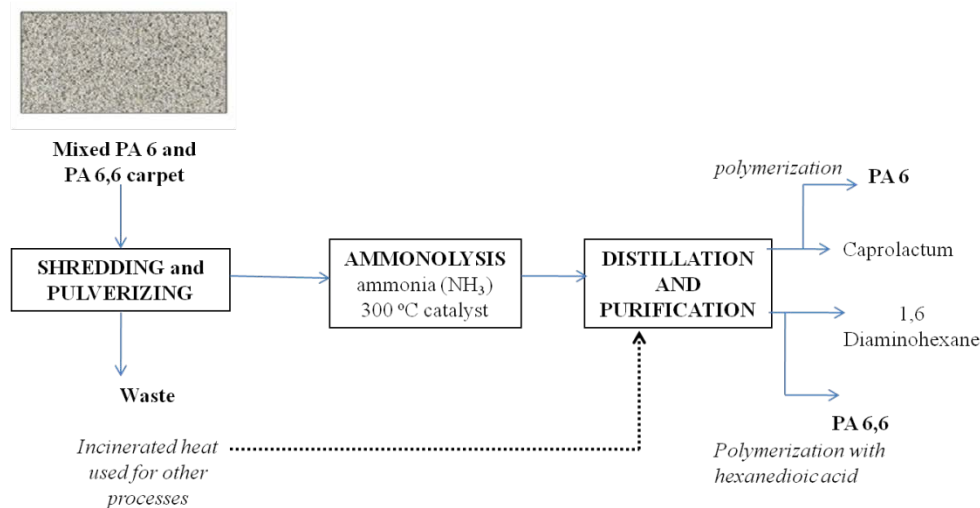 Mixed PA 6 and
PA 6,6 carpet
SHREDDING and
PULVERIZING
Waste
Incinerated heat
used for other
processes
AMMONOLYSIS
ammonia (NH₃)
300 ºC catalyst
DISTILLATION
AND
PURIFICATION
polymerization
PA 6
Caprolactum
1,6
Diaminohexane
PA 6,6
Polymerization with
hexanedioic acid